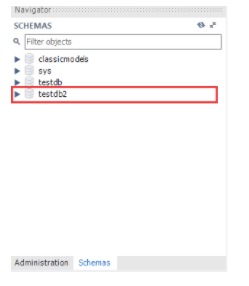 Navigator
SCHEMAS
Filter objects
classicmodels
sys
testdb
testdb2
Administration Schemas